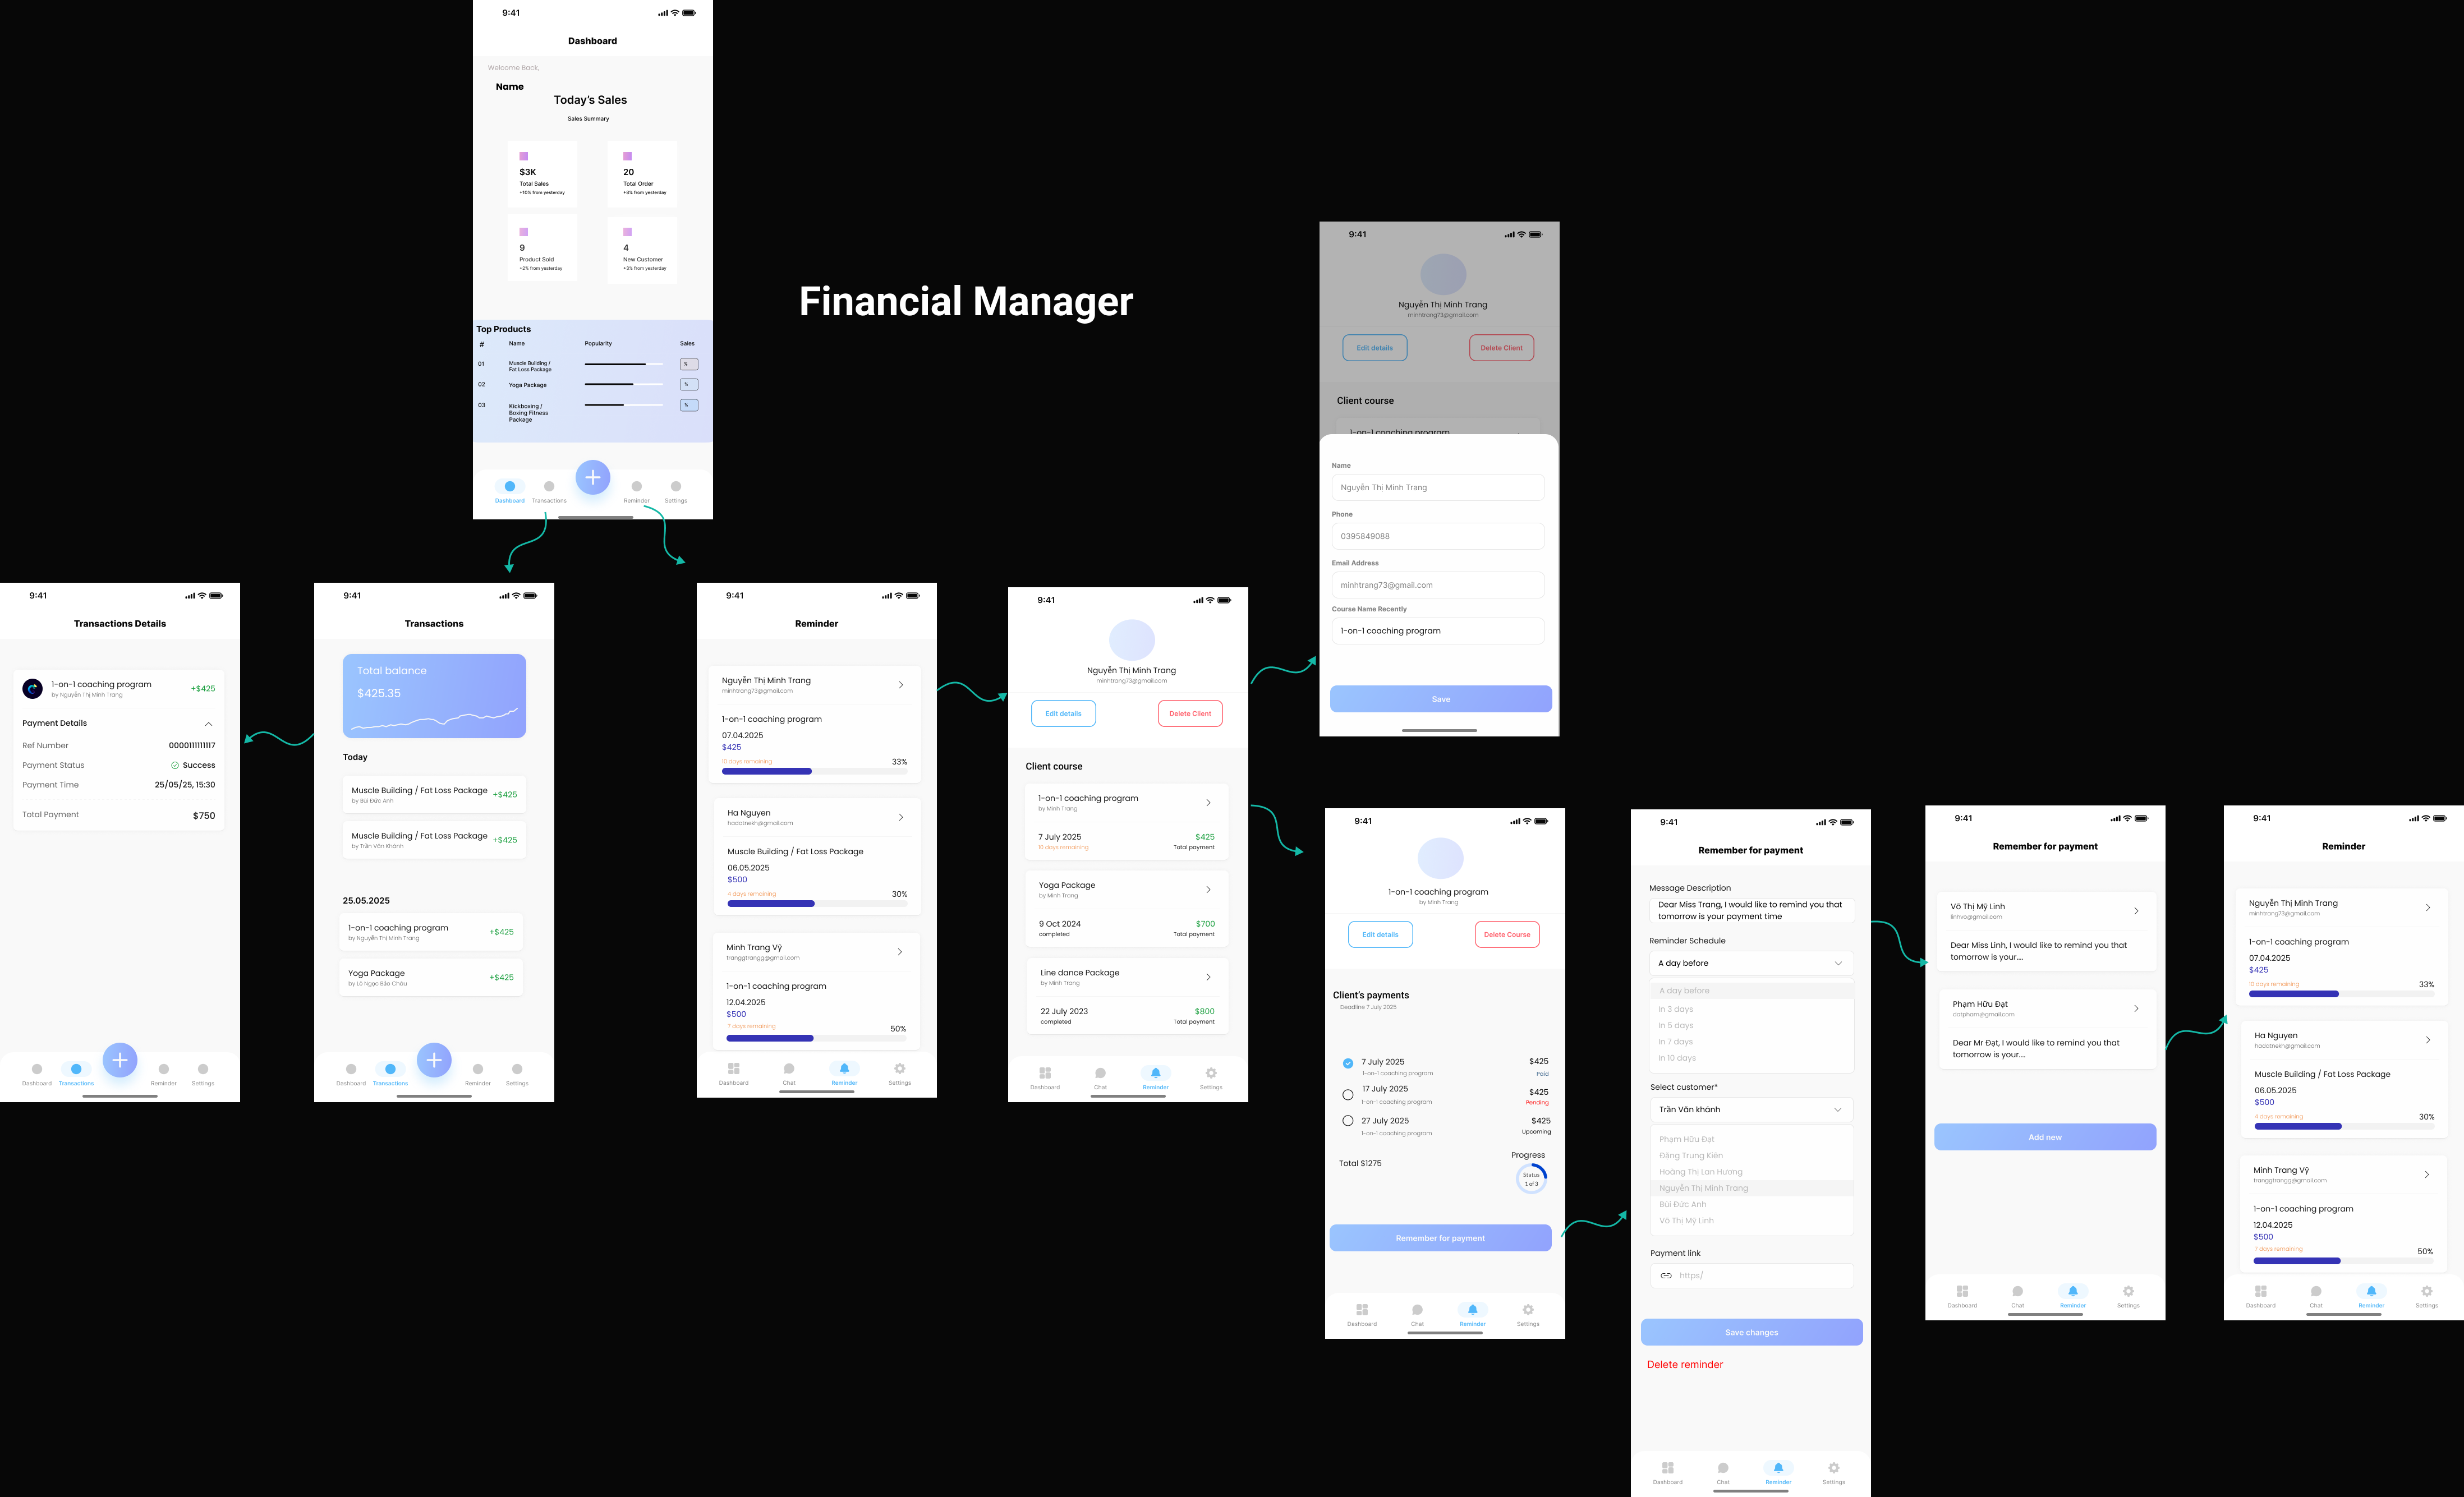 9:41
Dashboard
Welcome Back,
Name
Today's Sales
Sales Summary
$3K
Total Sales
+10% from yesterday
20
Total Order
+8% from yesterday
9
Product Sold
+2% from yesterday
4
New Customer
+3% from yesterday
Top Products
# Name Popularity Sales
01 Muscle Building /
Fat Loss Package
%
02 Yoga Package %
03 Kickboxing /
Boxing Fitness
Package
%
Dashboard Transactions Reminder Settings
Financial Manager
9:41
Nguyễn Thị Minh Trang
minhtrang73@gmail.com
Edit details Delete Client
Client course
1-on-1 coaching program
Name
Nguyễn Thị Minh Trang
Phone
0395849088
Email Address
minhtrang73@gmail.com
Course Name Recently
1-on-1 coaching program
Save
9:41
Transactions Details
1-on-1 coaching program +$425
by Nguyễn Thị Minh Trang
Payment Details
Ref Number 0000111111117
Payment Status Success
Payment Time 25/05/25, 15:30
Total Payment $750
Dashboard Transactions Reminder Settings
9:41
Transactions
Total balance
$425.35
Today
Muscle Building / Fat Loss Package +$425
by Bùi Đức Anh
Muscle Building / Fat Loss Package +$425
by Trần Văn Khánh
25.05.2025
1-on-1 coaching program +$425
by Nguyễn Thị Minh Trang
Yoga Package +$425
by Lê Ngọc Bảo Châu
Dashboard Transactions Reminder Settings
9:41
Reminder
Nguyễn Thị Minh Trang
minhtrang73@gmail.com
1-on-1 coaching program
07.04.2025
$425
10 days remaining 33%
Ha Nguyen
hadatnekh@gmail.com
Muscle Building / Fat Loss Package
06.05.2025
$500
4 days remaining 30%
Minh Trang Vỹ
tranggtrangg@gmail.com
1-on-1 coaching program
12.04.2025
$500
7 days remaining 50%
Dashboard Chat Reminder Settings
9:41
Nguyễn Thị Minh Trang
minhtrang73@gmail.com
Edit details Delete Client
Client course
1-on-1 coaching program
by Minh Trang
7 July 2025 $425
10 days remaining Total payment
Yoga Package
by Minh Trang
9 Oct 2024 $700
completed Total payment
Line dance Package
by Minh Trang
22 July 2023 $800
completed Total payment
Dashboard Chat Reminder Settings
9:41
1-on-1 coaching program
by Minh Trang
Edit details Delete Course
Client's payments
Deadline 7 July 2025
7 July 2025 $425
1-on-1 coaching program Paid
17 July 2025 $425
1-on-1 coaching program Pending
27 July 2025 $425
1-on-1 coaching program Upcoming
Total $1275 Progress
Status
1 of 3
Remember for payment
Dashboard Chat Reminder Settings
9:41
Remember for payment
Message Description
Dear Miss Trang, I would like to remind you that
tomorrow is your payment time
Reminder Schedule
A day before
A day before
In 3 days
In 5 days
In 7 days
In 10 days
Select customer*
Trần Văn khánh
Phạm Hữu Đạt
Đặng Trung Kiên
Hoàng Thị Lan Hương
Nguyễn Thị Minh Trang
Bùi Đức Anh
Võ Thị Mỹ Linh
Payment link
https/
Save changes
Delete reminder
Dashboard Chat Reminder Settings
9:41
Remember for payment
Võ Thị Mỹ Linh
linhvo@gmail.com
Dear Miss Linh, I would like to remind you that
tomorrow is your....
Phạm Hữu Đạt
datpham@gmail.com
Dear Mr Đạt, I would like to remind you that
tomorrow is your....
Add new
Dashboard Chat Reminder Settings
9:41
Reminder
Nguyễn Thị Minh Trang
minhtrang73@gmail.com
1-on-1 coaching program
07.04.2025
$425
10 days remaining 33%
Ha Nguyen
hadatnekh@gmail.com
Muscle Building / Fat Loss Package
06.05.2025
$500
4 days remaining 30%
Minh Trang Vỹ
tranggtrangg@gmail.com
1-on-1 coaching program
12.04.2025
$500
7 days remaining 50%
Dashboard Chat Reminder Settings